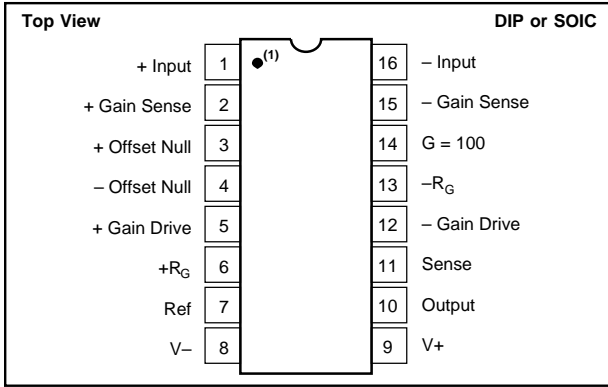 Top View DIP or SOIC
+ Input 1 (1) 16 – Input
+ Gain Sense 2 15 – Gain Sense
+ Offset Null 3 14 G = 100
– Offset Null 4 13 –RG
+ Gain Drive 5 12 – Gain Drive
+RG 6 11 Sense
Ref 7 10 Output
V– 8 9 V+